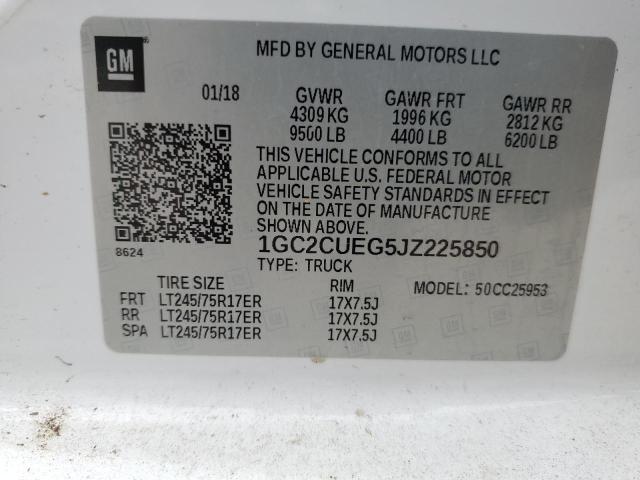 GM
MFD BY GENERAL MOTORS LLC
01/18 GVWR GAWR FRT GAWR RR
4309 KG 1996 KG 2812 KG
9500 LB 4400 LB 6200 LB
THIS VEHICLE CONFORMS TO ALL
APPLICABLE U.S. FEDERAL MOTOR
VEHICLE SAFETY STANDARDS IN EFFECT
ON THE DATE OF MANUFACTURE
SHOWN ABOVE.
8624
1GC2CUEG5JZ225850
TYPE: TRUCK
TIRE SIZE RIM MODEL: 50CC25953
FRT LT245/75R17ER 17X7.5J
RR LT245/75R17ER 17X7.5J
SPA LT245/75R17ER 17X7.5J